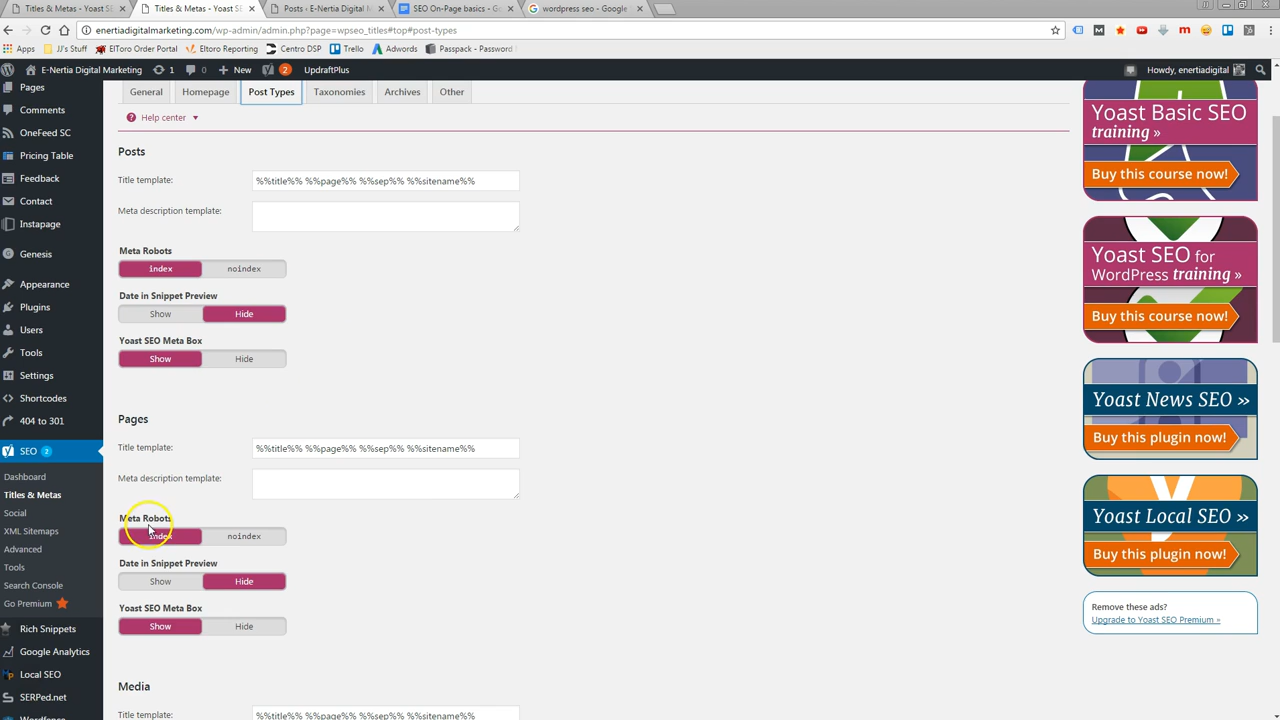 Titles & Metas - Yoast S
Titles & Metas - Yoast SE
Posts - E-Nertia Digital M
SEO On-Page basics - G
wordpress seo - Google
enertiadigitalmarketing.com/wp-admin/admin.php?page=wpseo_titles#top#post-types
Apps
JJ's Stuff
ElToro Order Portal
Eltoro Reporting
Centro DSP
Trello
Adwords
Passpack - Password
E-Nertia Digital Marketing
1
0
+ New
2
UpdraftPlus
Howdy, enertiadigital
Pages
Comments
OneFeed SC
Pricing Table
Feedback
Contact
Instapage
Genesis
Appearance
Plugins
Users
Tools
Settings
Shortcodes
404 to 301
SEO 2
Dashboard
Titles & Metas
Social
XML Sitemaps
Advanced
Tools
Search Console
Go Premium
Rich Snippets
Google Analytics
Local SEO
SERPed.net
Wordfence
General
Homepage
Post Types
Taxonomies
Archives
Other
Help center
Posts
Title template:
%%title%% %%page%% %%sep%% %%sitename%%
Meta description template:
Meta Robots
index
noindex
Date in Snippet Preview
Show
Hide
Yoast SEO Meta Box
Show
Hide
Pages
Title template:
%%title%% %%page%% %%sep%% %%sitename%%
Meta description template:
Meta Robots
index
noindex
Date in Snippet Preview
Show
Hide
Yoast SEO Meta Box
Show
Hide
Media
Title template:
%%title%% %%page%% %%sep%% %%sitename%%
Yoast Basic SEO
training »
Buy this course now!
Yoast SEO for
WordPress training »
Buy this course now!
Yoast News SEO »
Buy this plugin now!
Yoast Local SEO »
Buy this plugin now!
Remove these ads?
Upgrade to Yoast SEO Premium »